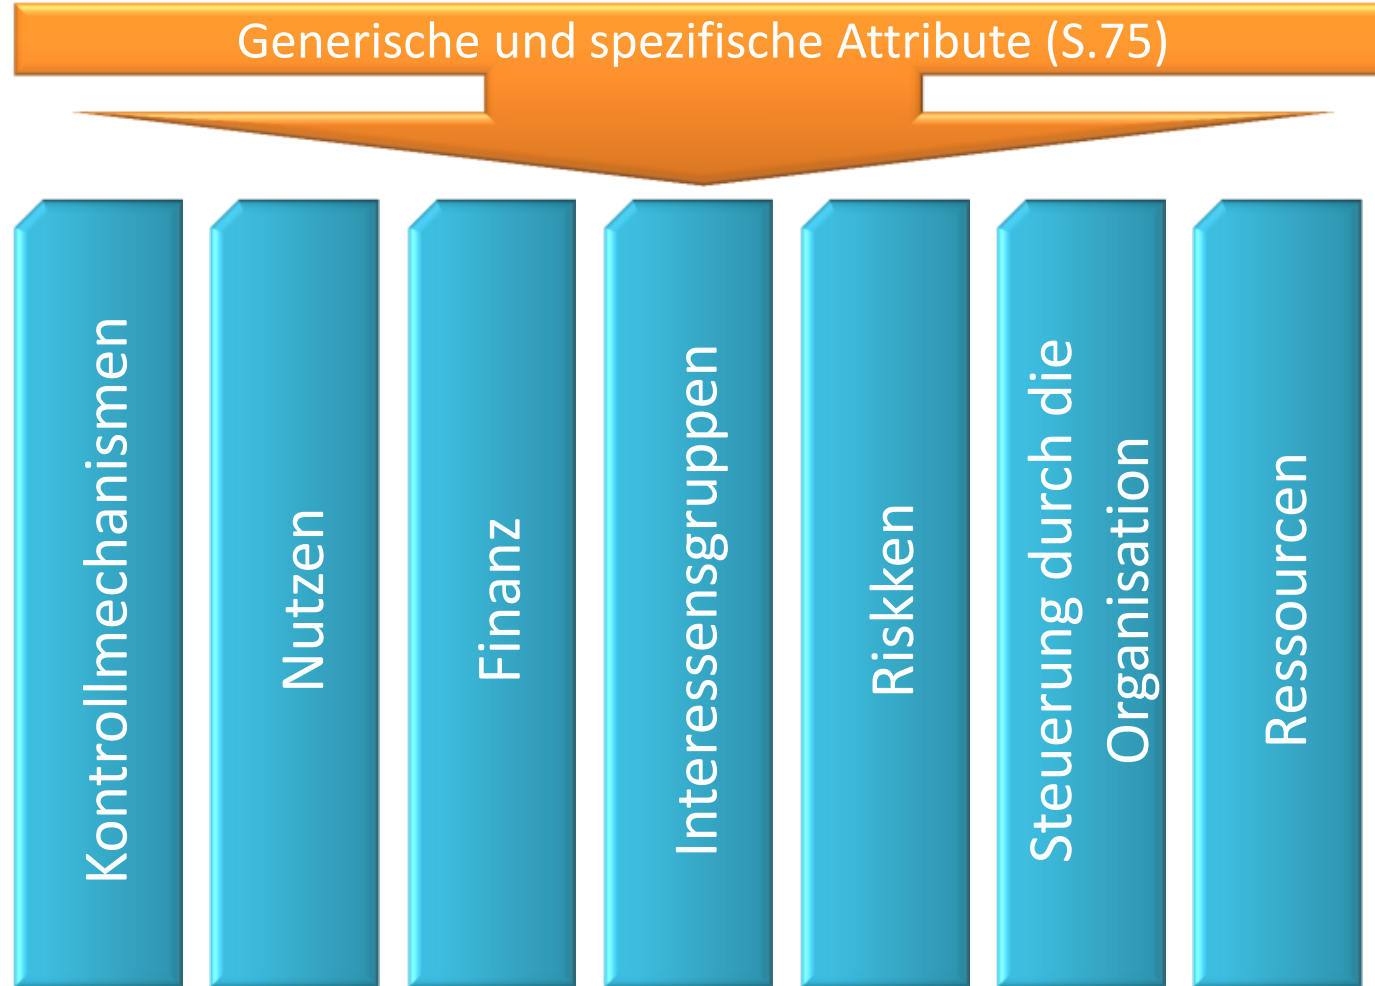 Generische und spezifische Attribute (S.75)
Kontrollmechanismen
Nutzen
Finanz
Interessensgruppen
Riskken
Steuerung durch die
Organisation
Ressourcen